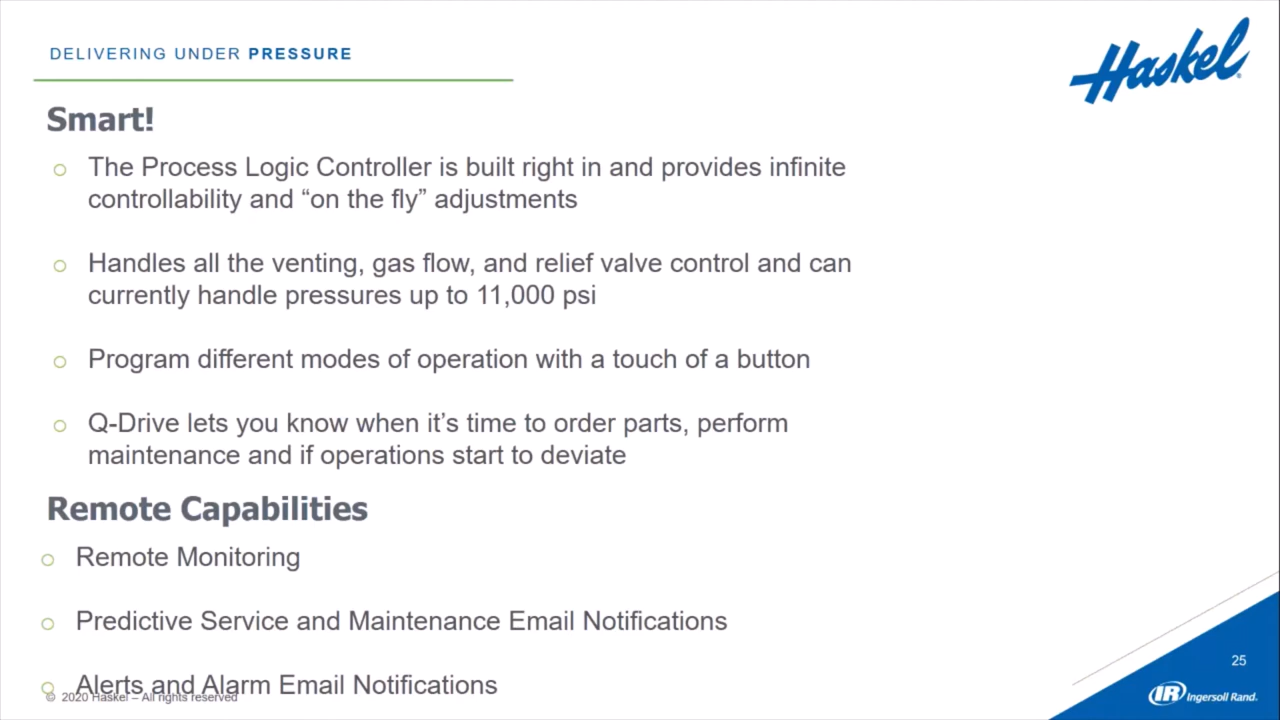 DELIVERING UNDER PRESSURE
Haskel
Smart!
The Process Logic Controller is built right in and provides infinite
controllability and “on the fly” adjustments
Handles all the venting, gas flow, and relief valve control and can
currently handle pressures up to 11,000 psi
Program different modes of operation with a touch of a button
Q-Drive lets you know when it’s time to order parts, perform
maintenance and if operations start to deviate
Remote Capabilities
Remote Monitoring
Predictive Service and Maintenance Email Notifications
Alerts and Alarm Email Notifications
© 2020 Haskel – All rights reserved
25
IR Ingersoll Rand.